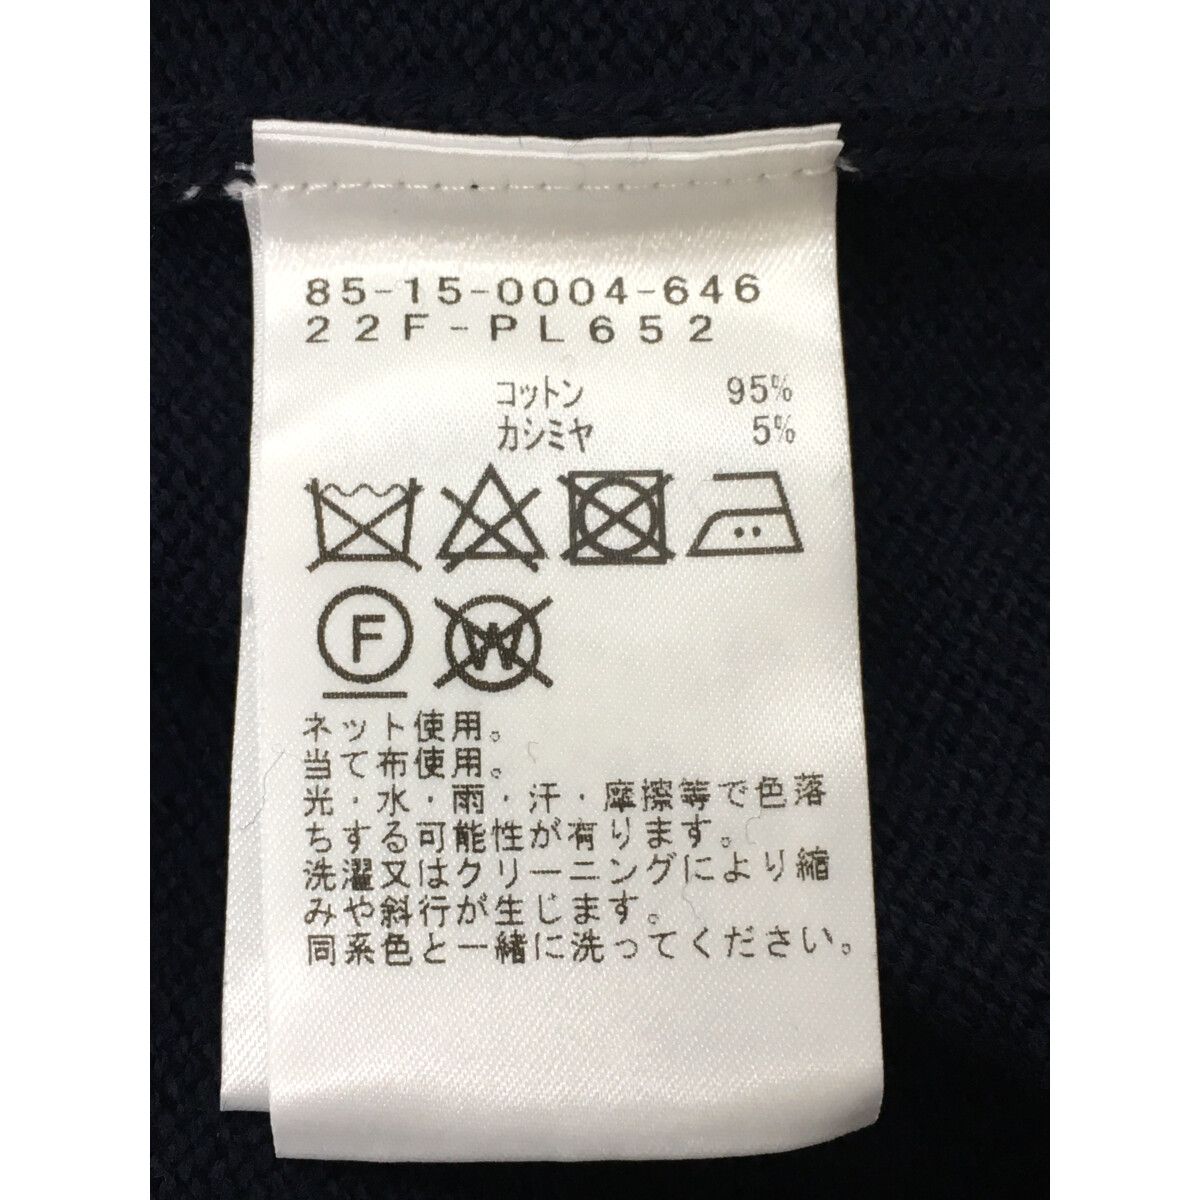 85-15-0004-646
22F-PL652
コットン 95%
カシミヤ 5%
F
W
ネット使用。
当て布使用。
光・水・雨・汗・摩擦等で色落
ちする可能性が有ります。
洗濯又はクリーニングにより縮
みや斜行が生じます。
同系色と一緒に洗ってください。